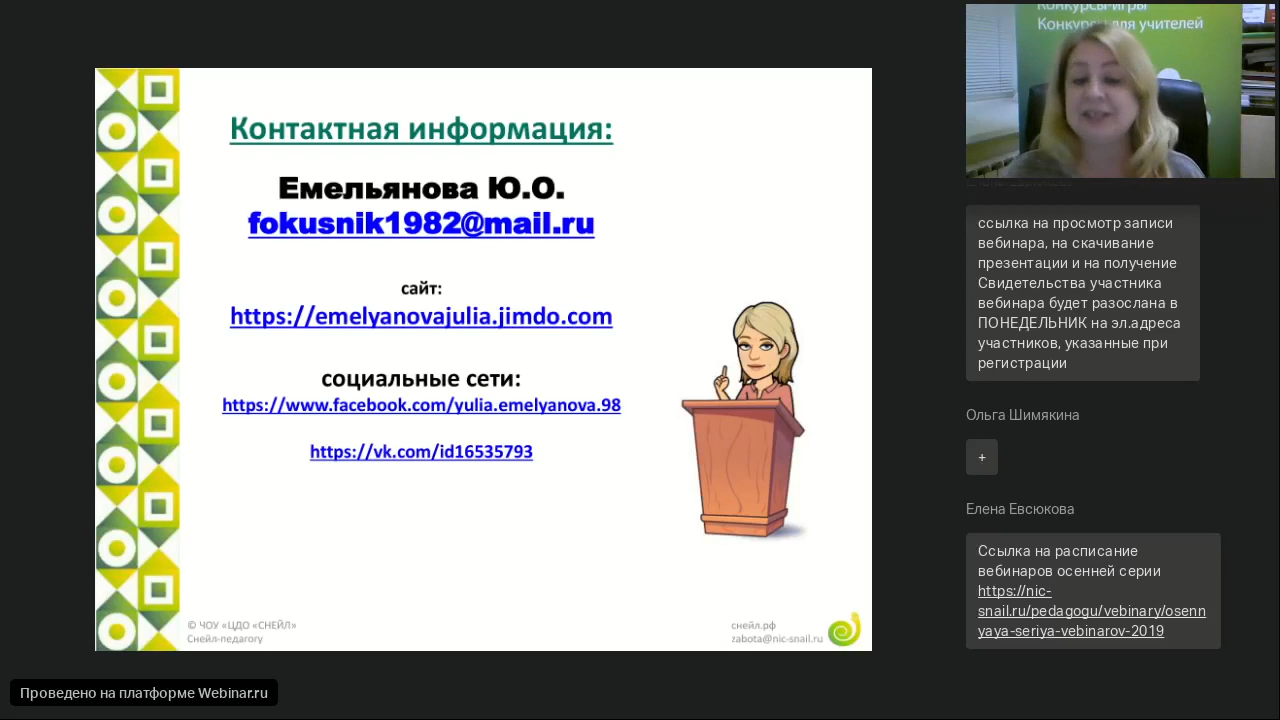 Контактная информация:
Емельянова Ю.О.
fokusnik1982@mail.ru
сайт:
https://emelyanovajulia.jimdo.com
социальные сети:
https://www.facebook.com/yulia.emelyanova.98
https://vk.com/id16535793
© ЧОУ «ЦДО «СНЕЙЛ»
Снейл-педагогу
снейл.рф
zabota@nic-snail.ru
Проведено на платформе Webinar.ru
Конкурсы-игры
Конкурсы для учителей
ссылка на просмотр записи
вебинара, на скачивание
презентации и на получение
Свидетельства участника
вебинара будет разослана в
ПОНЕДЕЛЬНИК на эл.адреса
участников, указанные при
регистрации
Ольга Шимякина
+
Елена Евсюкова
Ссылка на расписание
вебинаров осенней серии
https://nic-
snail.ru/pedagogu/vebinary/osenn
yaya-seriya-vebinarov-2019